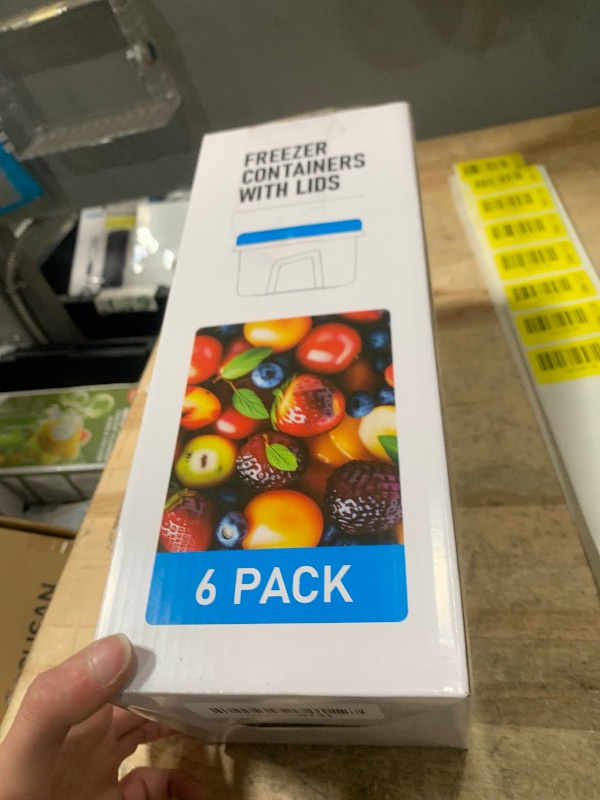 FREEZER
CONTAINERS
WITH LIDS
6 PACK